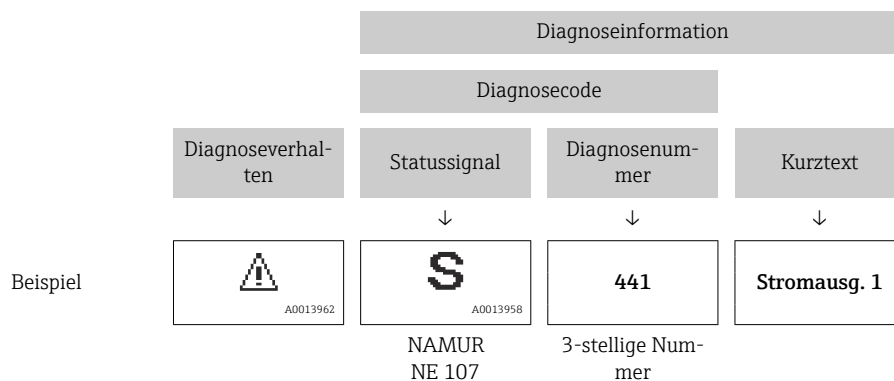 Diagnoseinformation
Diagnosecode
Diagnoseverhal-
ten
Statussignal
Diagnosenum-
mer
Kurztext
↓ ↓ ↓
Beispiel
A0013962
S
A0013958
441
Stromausg. 1
NAMUR
NE 107
3-stellige Num-
mer